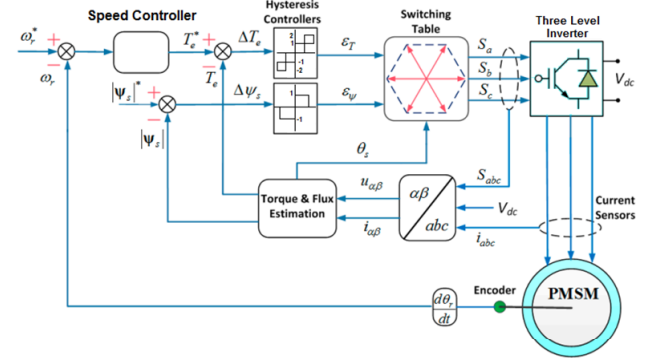 Speed Controller
Hysteresis
Controllers
Switching
Table
Three Level
Inverter
ω_r^*
+
−
ω_r
T_e^*
+
−
T_e
ΔT_e
2
1
-1
-2
ε_T
S_a
S_b
S_c
V_dc
|Ψ_s|^*
+
−
|Ψ_s|
Δψ_s
1
-1
ε_ψ
θ_s
Torque & Flux
Estimation
u_αβ
i_αβ
αβ
abc
S_abc
V_dc
i_abc
Current
Sensors
dθ_r
dt
Encoder
PMSM